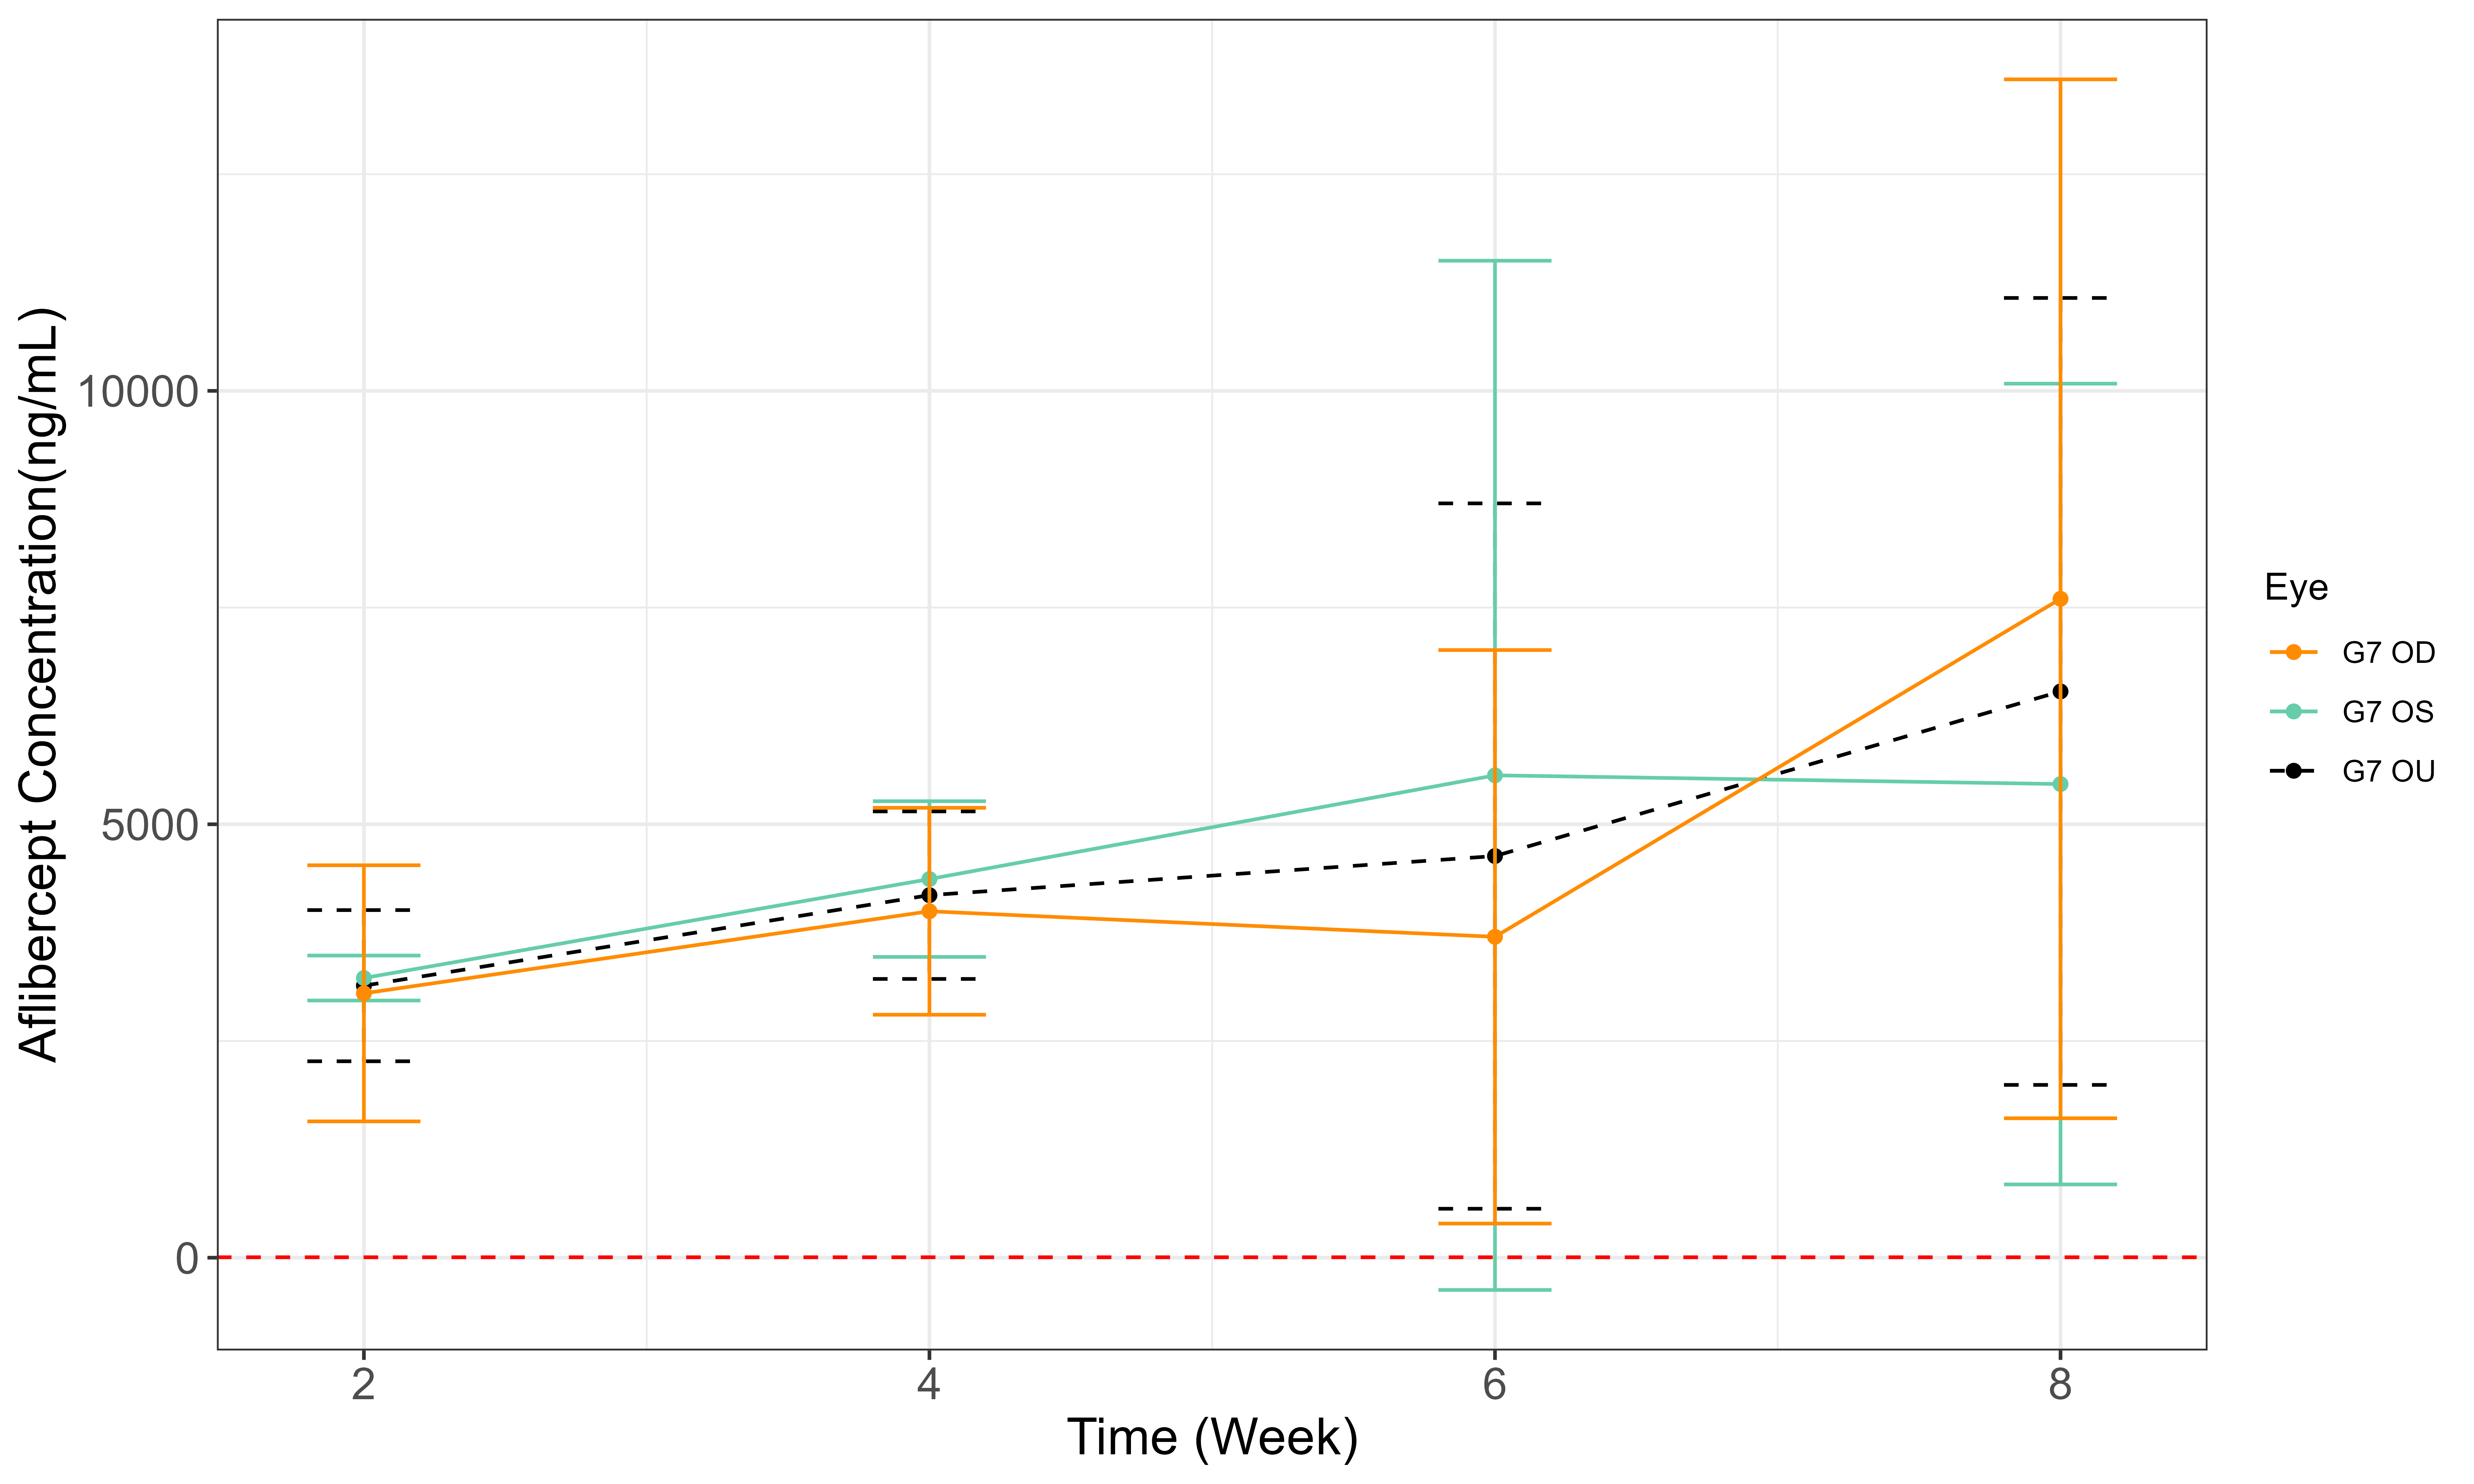 Aflibercept Concentration(ng/mL)
10000
5000
0
2 4 6 8
Time (Week)
Eye
G7 OD
G7 OS
G7 OU